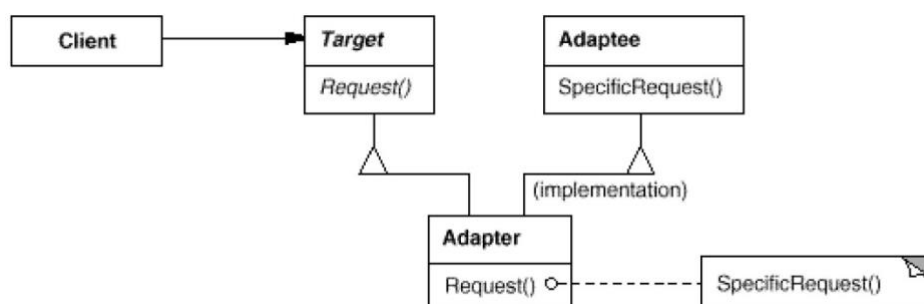 Client
Target
Request()
Adaptee
SpecificRequest()
(implementation)
Adapter
Request()
SpecificRequest()